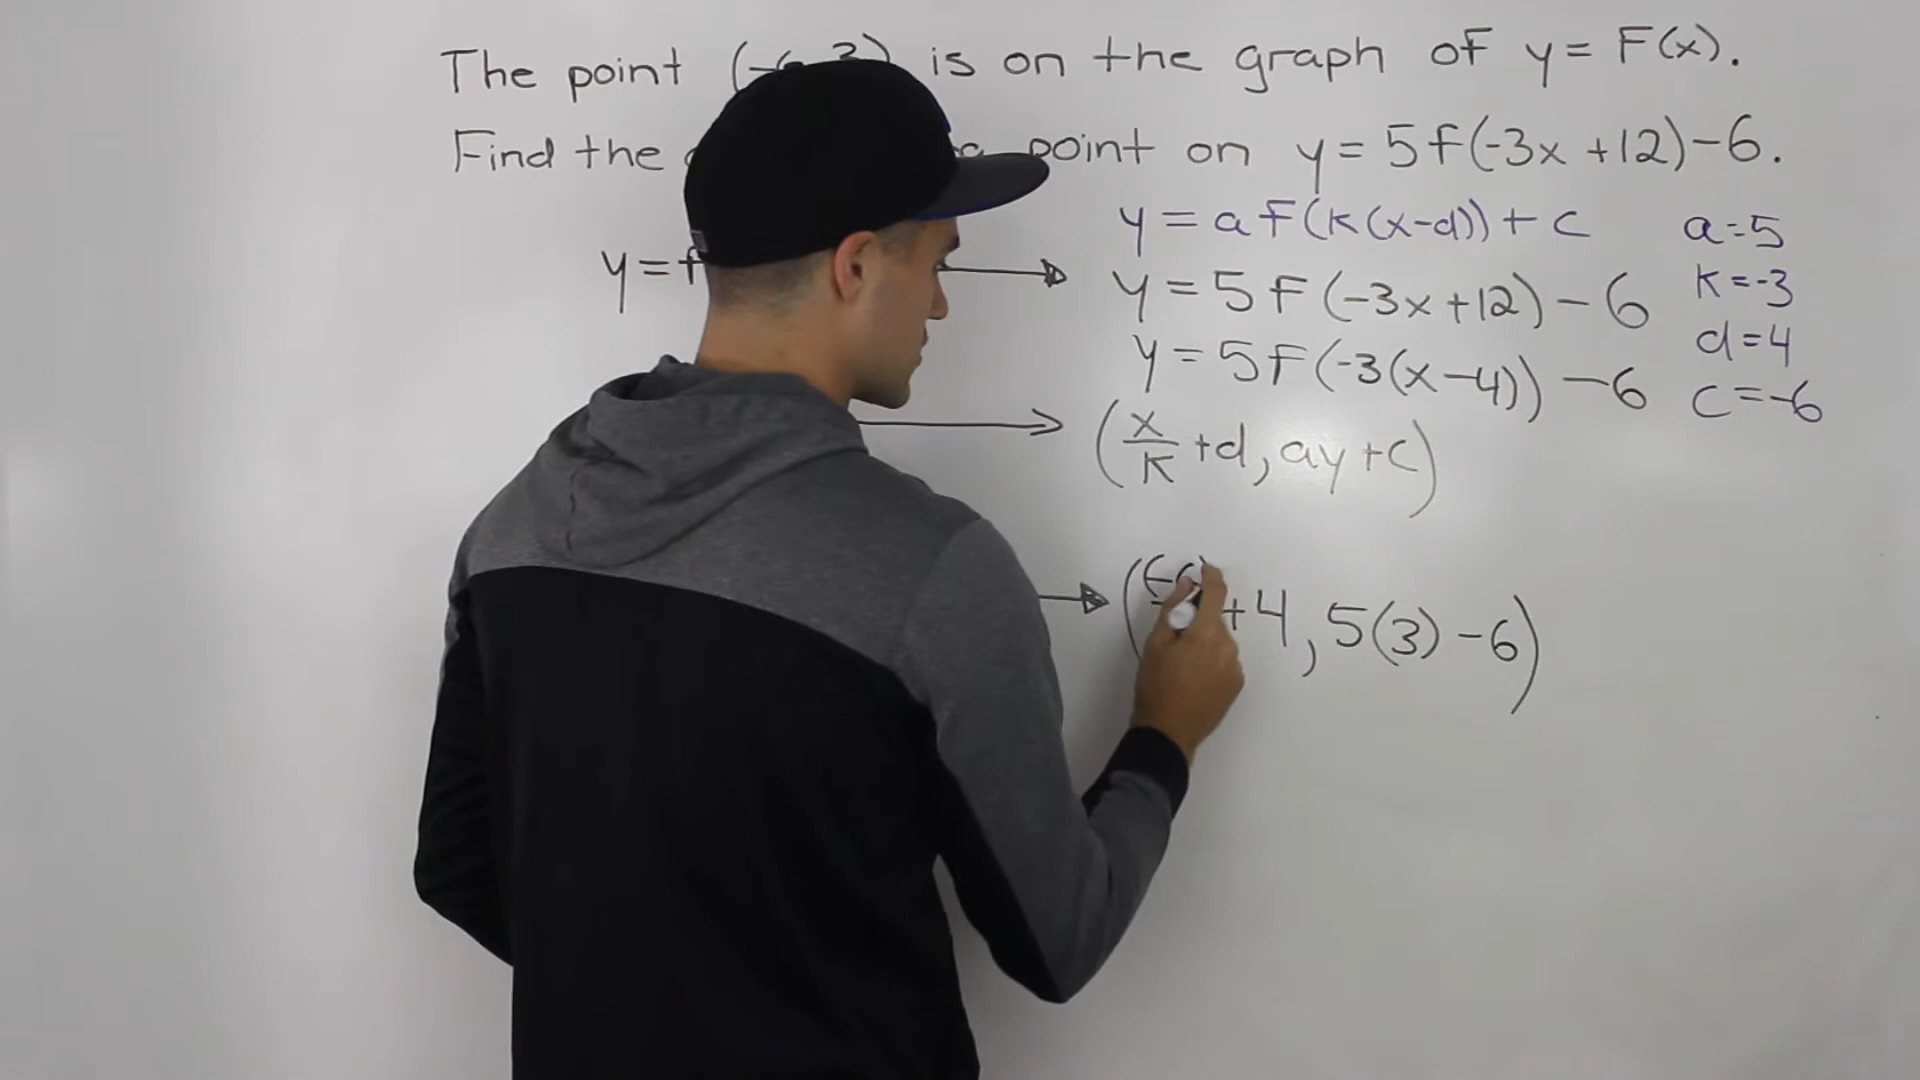 The point (-6, 3) is on the graph of y = F(x).
Find the point on y = 5f(-3x+12)-6.
y = aF(k(x-d)) + c
a=5
y = f
y = 5F(-3x+12)-6
k=-3
y = 5F(-3(x-4))-6
d=4
c=-6
(x/k +d, ay+c)
(-6) +4, 5(3)-6)